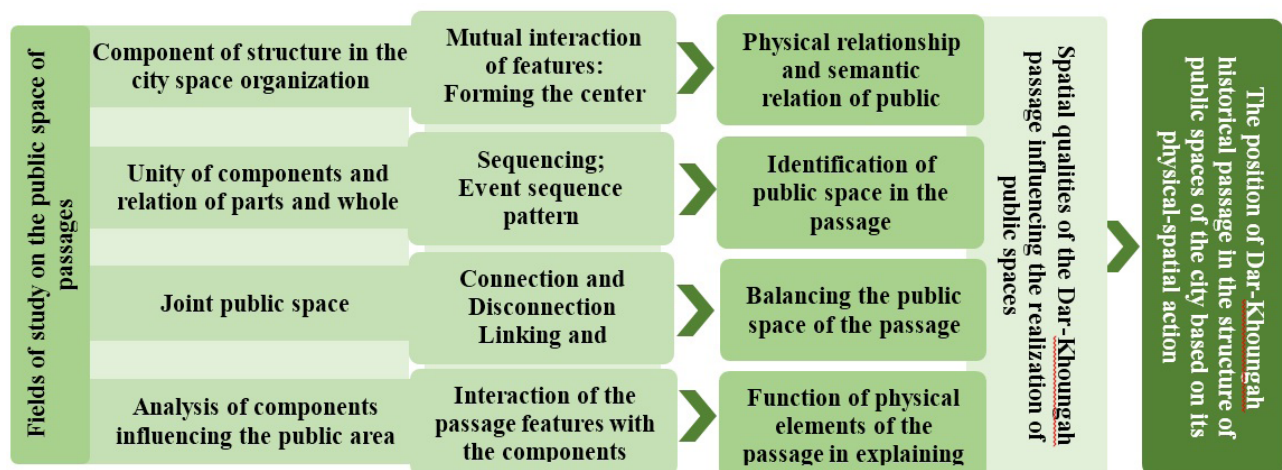 Fields of study on the public space of
passages
Component of structure in the
city space organization
Mutual interaction
of features:
Forming the center
Physical relationship
and semantic
relation of public
Unity of components and
relation of parts and whole
Sequencing;
Event sequence
pattern
Identification of
public space in the
passage
Joint public space
Connection and
Disconnection
Linking and
Balancing the public
space of the passage
Analysis of components
influencing the public area
Interaction of the
passage features with
the components
Function of physical
elements of the
passage in explaining
Spatial qualities of the Dar-Khoungah
passage influencing the realization of
public spaces
The position of Dar-Khoungah
historical passage in the structure of
public spaces of the city based on its
physical-spatial action